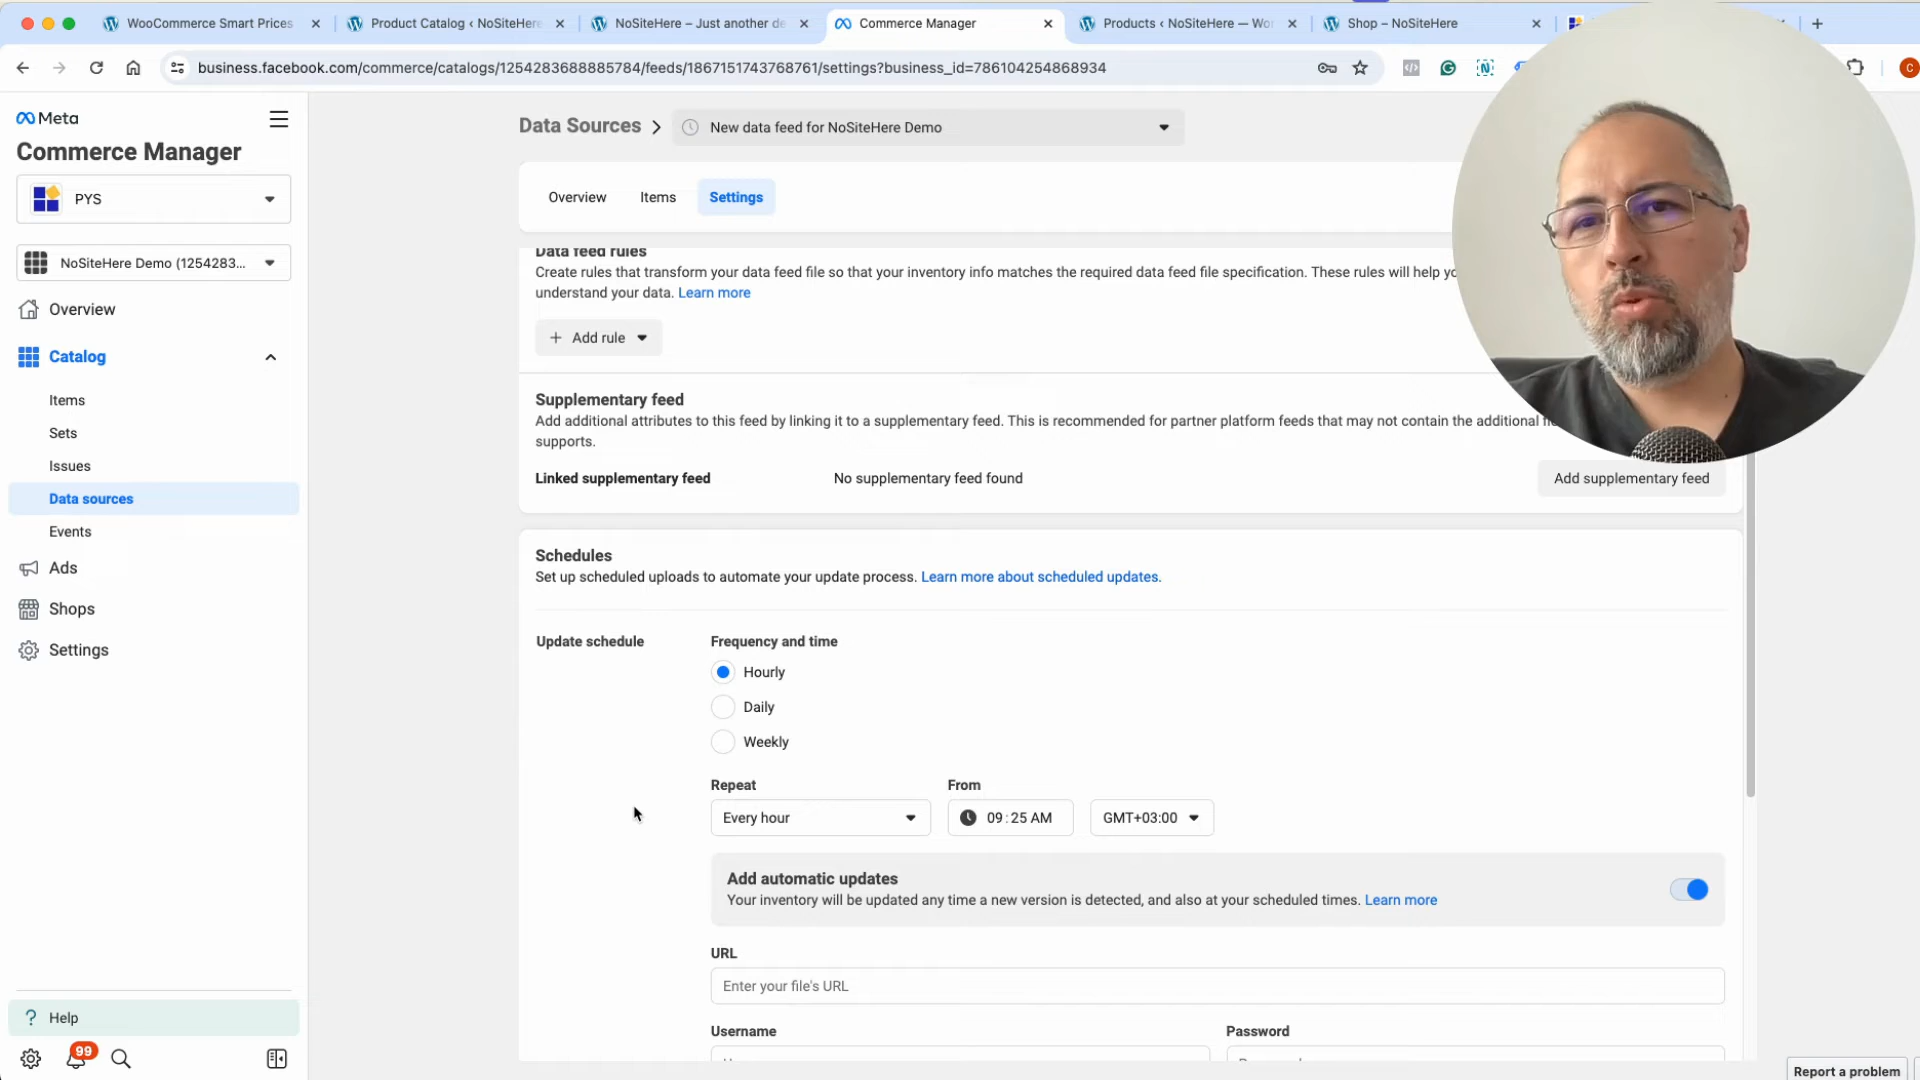 WooCommerce Smart Prices
Product Catalog ‹ NoSiteHere
NoSiteHere – Just another de
Commerce Manager
Products ‹ NoSiteHere — Wor
Shop – NoSiteHere
business.facebook.com/commerce/catalogs/1254283688885784/feeds/1867151743768761/settings?business_id=786104254868934
C
Meta
Commerce Manager
PYS
NoSiteHere Demo (1254283...
Overview
Catalog
Items
Sets
Issues
Data sources
Events
Ads
Shops
Settings
? Help
99
Data Sources
New data feed for NoSiteHere Demo
Overview
Items
Settings
Data feed rules
Create rules that transform your data feed file so that your inventory info matches the required data feed file specification. These rules will help
understand your data. Learn more
+ Add rule
Supplementary feed
Add additional attributes to this feed by linking it to a supplementary feed. This is recommended for partner platform feeds that may not contain the additional
supports.
Linked supplementary feed
No supplementary feed found
Add supplementary feed
Schedules
Set up scheduled uploads to automate your update process. Learn more about scheduled updates.
Update schedule
Frequency and time
Hourly
Daily
Weekly
Repeat
From
Every hour
09:25 AM
GMT+03:00
Add automatic updates
Your inventory will be updated any time a new version is detected, and also at your scheduled times. Learn more
URL
Enter your file's URL
Username
Password
Report a problem